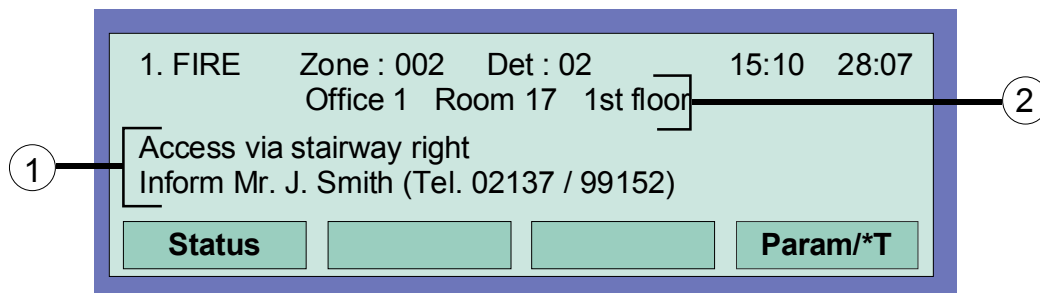 1. FIRE Zone : 002 Det : 02 15:10 28:07
Office 1 Room 17 1st floor
2
Access via stairway right
1
Inform Mr. J. Smith (Tel. 02137 / 99152)
Status Param/*T